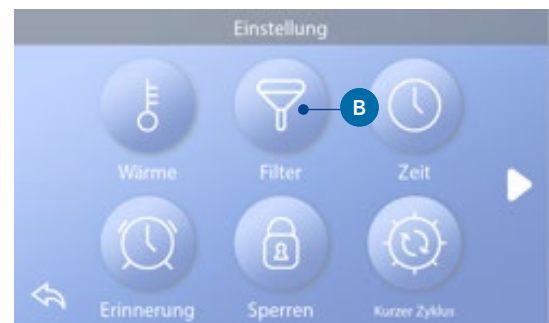 Einstellung
B
Wärme Filter Zeit
Erinnerung Sperren Kurzer Zyklus